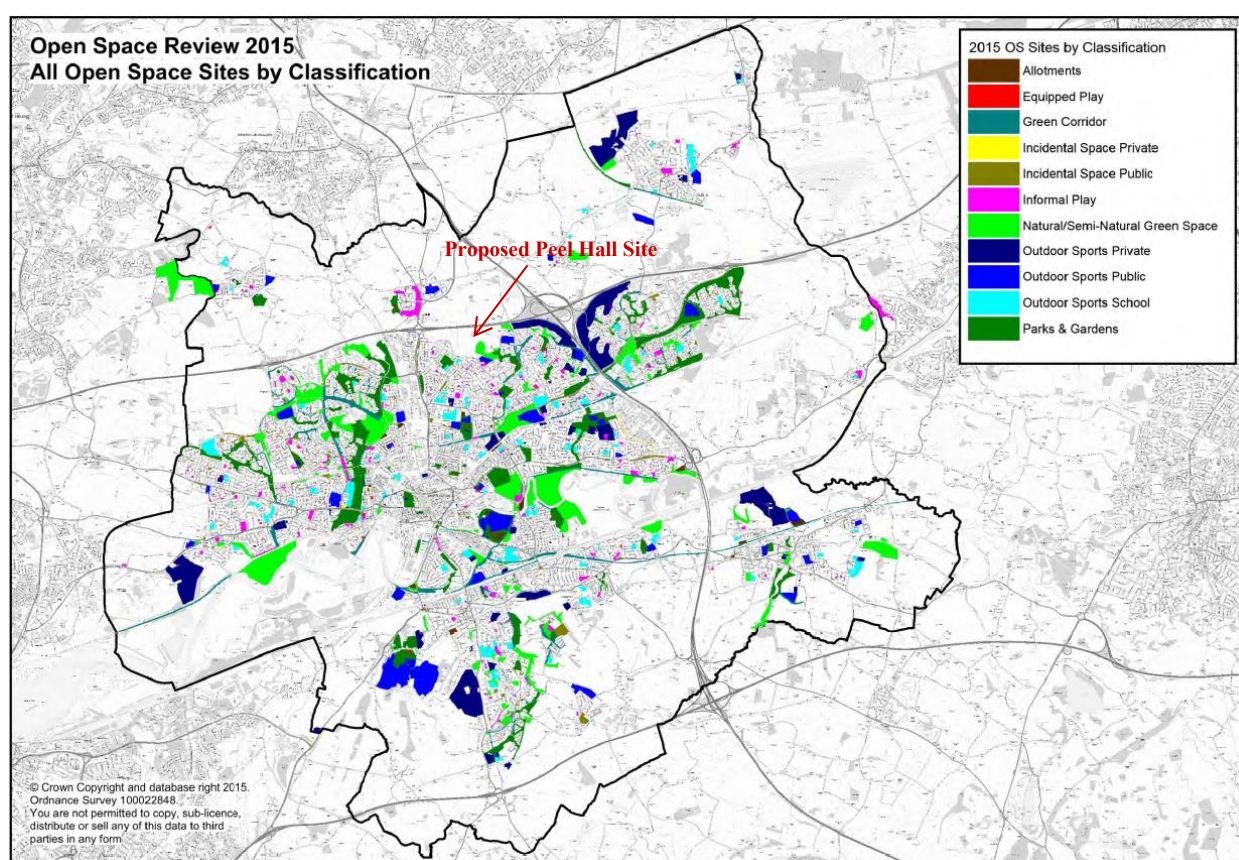 Open Space Review 2015
All Open Space Sites by Classification
2015 OS Sites by Classification
Allotments
Equipped Play
Green Corridor
Incidental Space Private
Incidental Space Public
Informal Play
Natural/Semi-Natural Green Space
Outdoor Sports Private
Outdoor Sports Public
Outdoor Sports School
Parks & Gardens
Proposed Peel Hall Site
© Crown Copyright and database right 2015.
Ordnance Survey 100022848.
You are not permitted to copy, sub-licence,
distribute or sell any of this data to third
parties in any form